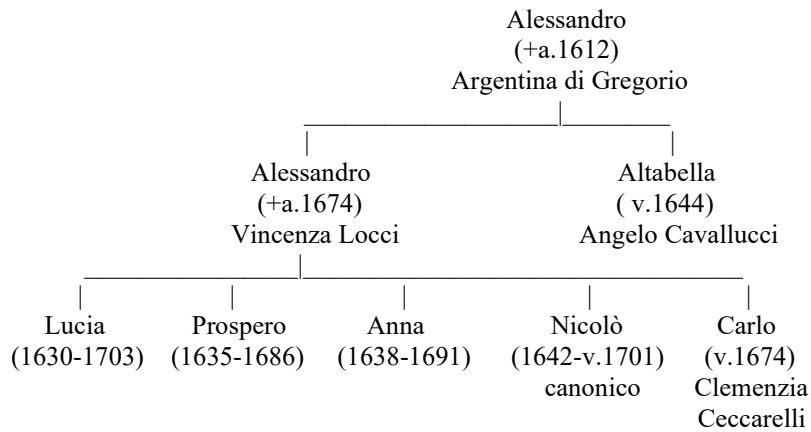 Alessandro
(+a.1612)
Argentina di Gregorio
Alessandro Altabella
(+a.1674) ( v.1644)
Vincenza Locci Angelo Cavallucci
Lucia Prospero Anna Nicolò Carlo
(1630-1703) (1635-1686) (1638-1691) (1642-v.1701) (v.1674)
canonico Clemenzia
Ceccarelli